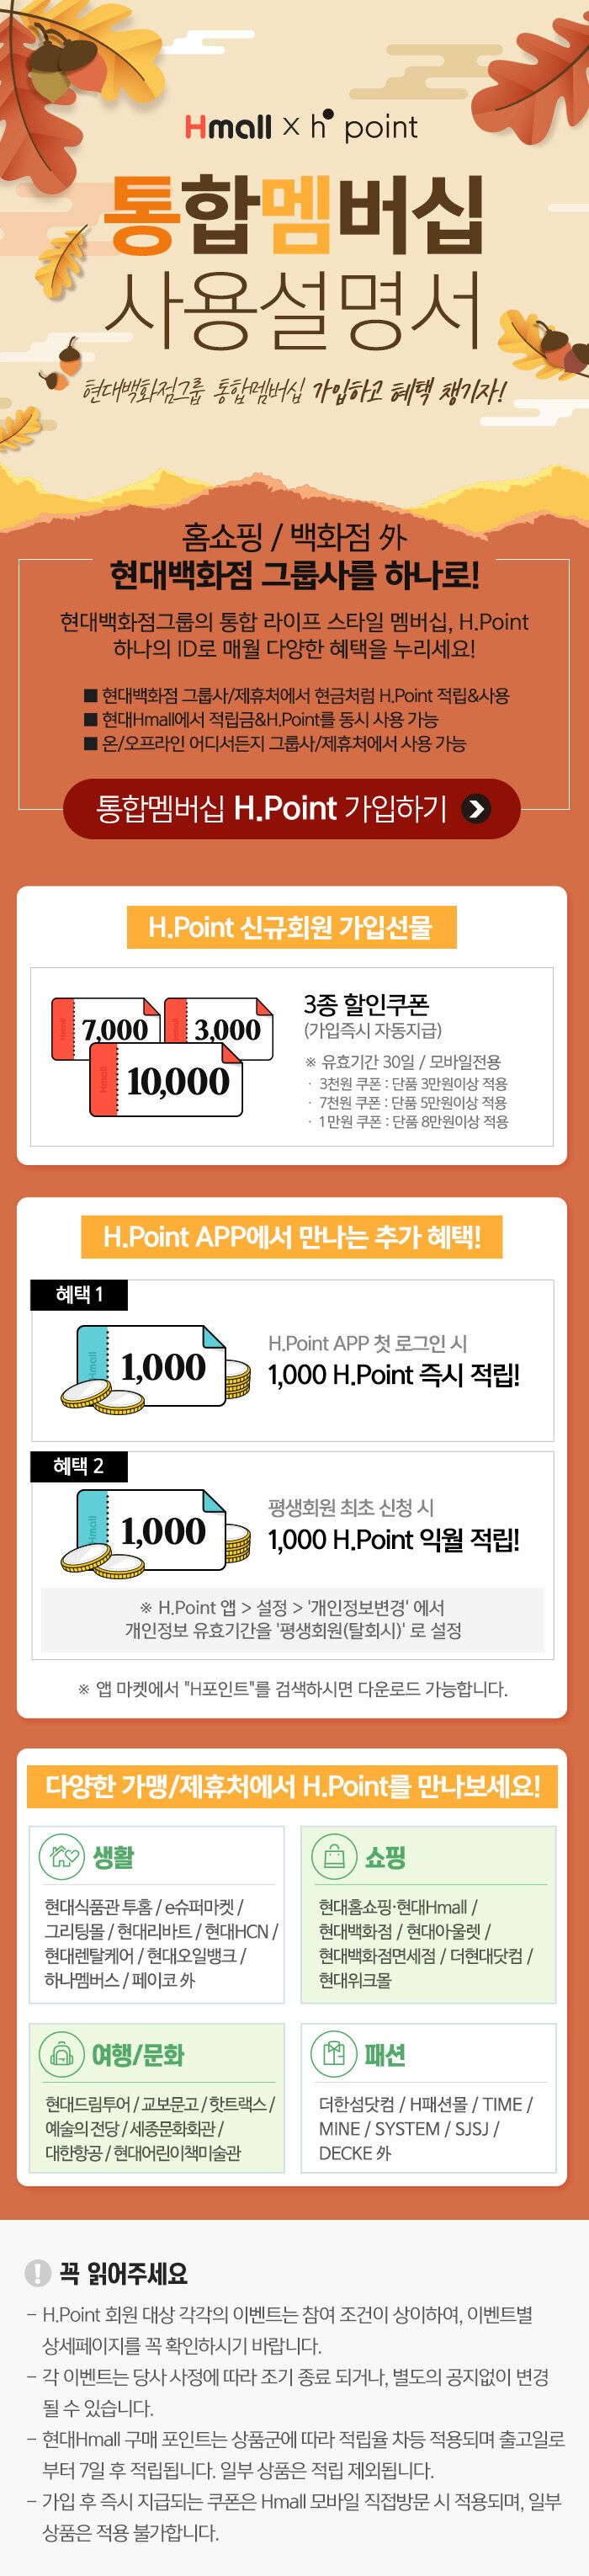 Hmall x h point
통합멤버십
사용설명서
현대백화점그룹 통합멤버십 가입하고 혜택 챙기자!
홈쇼핑 / 백화점 外
현대백화점 그룹사를 하나로!
현대백화점그룹의 통합 라이프 스타일 멤버십, H.Point
하나의 ID로 매월 다양한 혜택을 누리세요!
■ 현대백화점 그룹사/제휴처에서 현금처럼 H.Point 적립&사용
■ 현대Hmall에서 적립금&H.Point를 동시 사용 가능
■ 온/오프라인 어디서든지 그룹사/제휴처에서 사용 가능
통합멤버십 H.Point 가입하기
H.Point 신규회원 가입선물
Hmall 7,000
Hmall 3,000
Hmall 10,000
3종 할인쿠폰
(가입즉시 자동지급)
※ 유효기간 30일 / 모바일전용
· 3천원 쿠폰 : 단품 3만원이상 적용
· 7천원 쿠폰 : 단품 5만원이상 적용
· 1만원 쿠폰 : 단품 8만원이상 적용
H.Point APP에서 만나는 추가 혜택!
혜택 1
Hmall 1,000
H.Point APP 첫 로그인 시
1,000 H.Point 즉시 적립!
혜택 2
Hmall 1,000
평생회원 최초 신청 시
1,000 H.Point 익월 적립!
※ H.Point 앱 > 설정 > '개인정보변경' 에서
개인정보 유효기간을 '평생회원(탈회시)' 로 설정
※ 앱 마켓에서 "H포인트"를 검색하시면 다운로드 가능합니다.
다양한 가맹/제휴처에서 H.Point를 만나보세요!
생활
현대식품관 투홈 / e슈퍼마켓 /
그리팅몰 / 현대리바트 / 현대HCN /
현대렌탈케어 / 현대오일뱅크 /
하나멤버스 / 페이코 外
쇼핑
현대홈쇼핑·현대Hmall /
현대백화점 / 현대아울렛 /
현대백화점면세점 / 더현대닷컴 /
현대위크몰
여행/문화
현대드림투어 / 교보문고 / 핫트랙스 /
예술의전당 / 세종문화회관 /
대한항공 / 현대어린이책미술관
패션
더한섬닷컴 / H패션몰 / TIME /
MINE / SYSTEM / SJSJ /
DECKE 外
! 꼭 읽어주세요
- H.Point 회원 대상 각각의 이벤트는 참여 조건이 상이하여, 이벤트별
상세페이지를 꼭 확인하시기 바랍니다.
- 각 이벤트는 당사 사정에 따라 조기 종료 되거나, 별도의 공지없이 변경
될 수 있습니다.
- 현대Hmall 구매 포인트는 상품군에 따라 적립율 차등 적용되며 출고일로
부터 7일 후 적립됩니다. 일부 상품은 적립 제외됩니다.
- 가입 후 즉시 지급되는 쿠폰은 Hmall 모바일 직접방문 시 적용되며, 일부
상품은 적용 불가합니다.